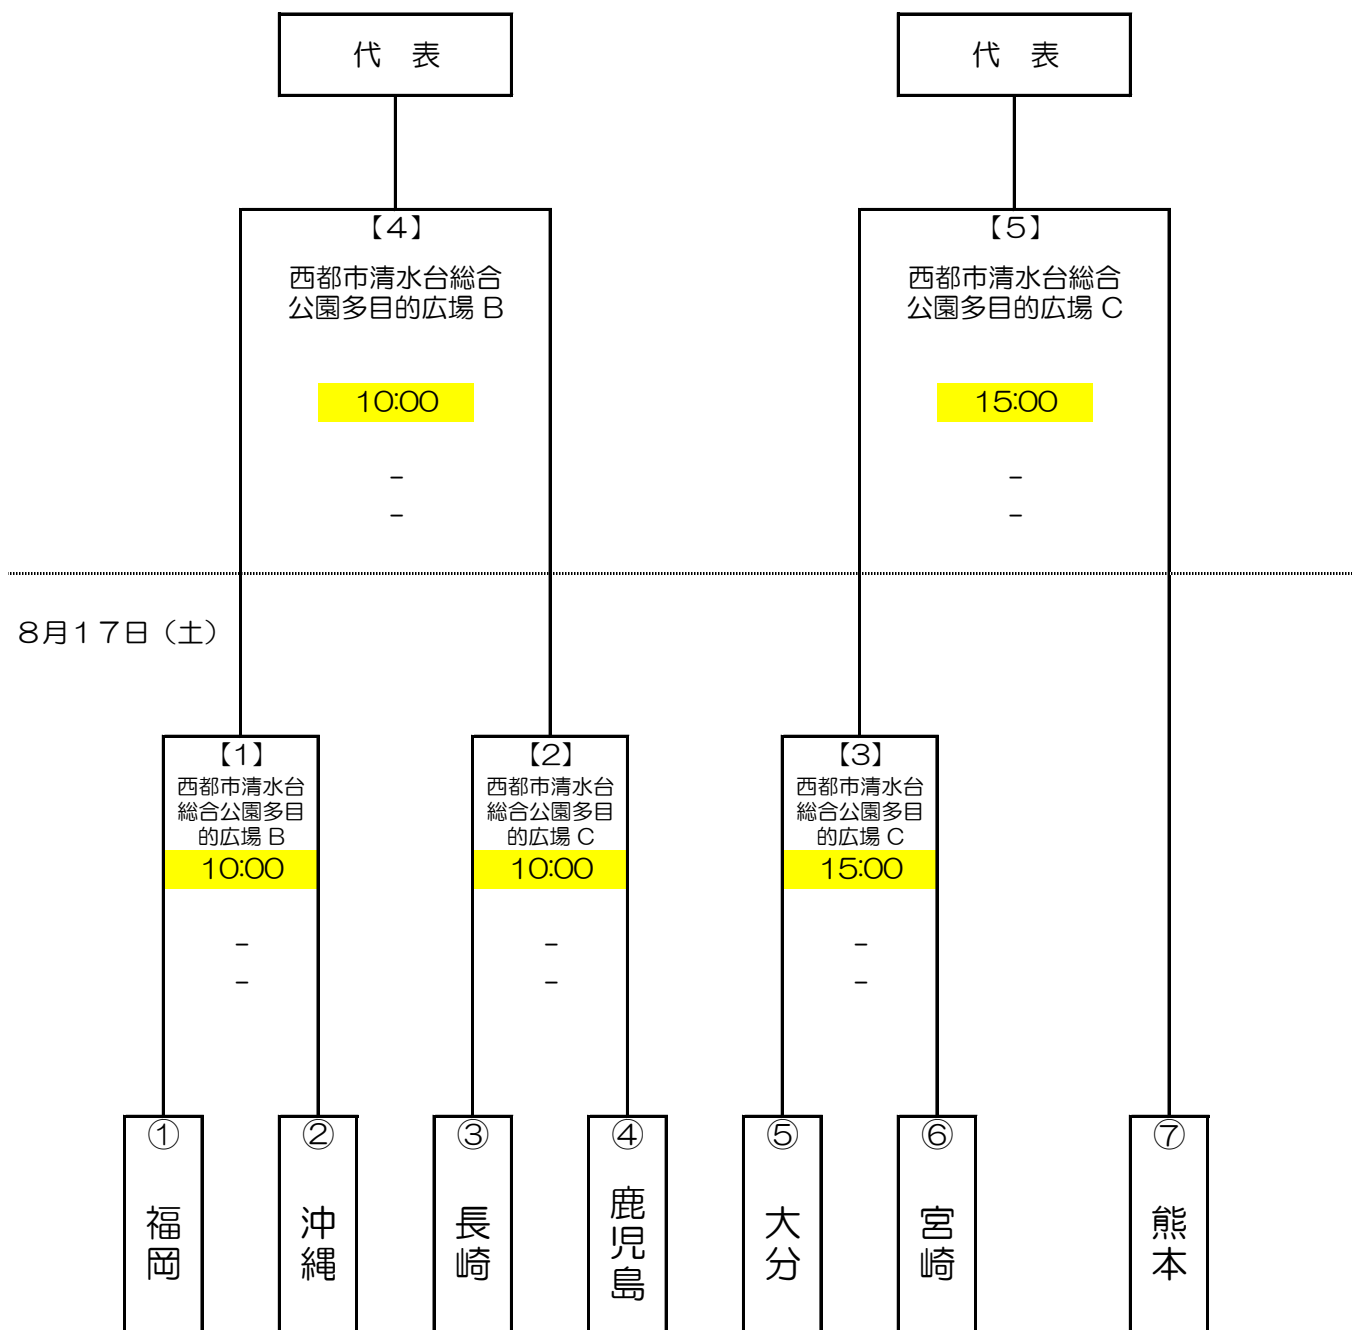 代 表
代 表
【4】
西都市清水台総合
公園多目的広場 B
10:00
-
-
【5】
西都市清水台総合
公園多目的広場 C
15:00
-
-
８月１７日（土）
【1】
西都市清水台
総合公園多目
的広場 B
10:00
-
-
【2】
西都市清水台
総合公園多目
的広場 C
10:00
-
-
【3】
西都市清水台
総合公園多目
的広場 C
15:00
-
-
①
福岡
②
沖縄
③
長崎
④
鹿児島
⑤
大分
⑥
宮崎
⑦
熊本